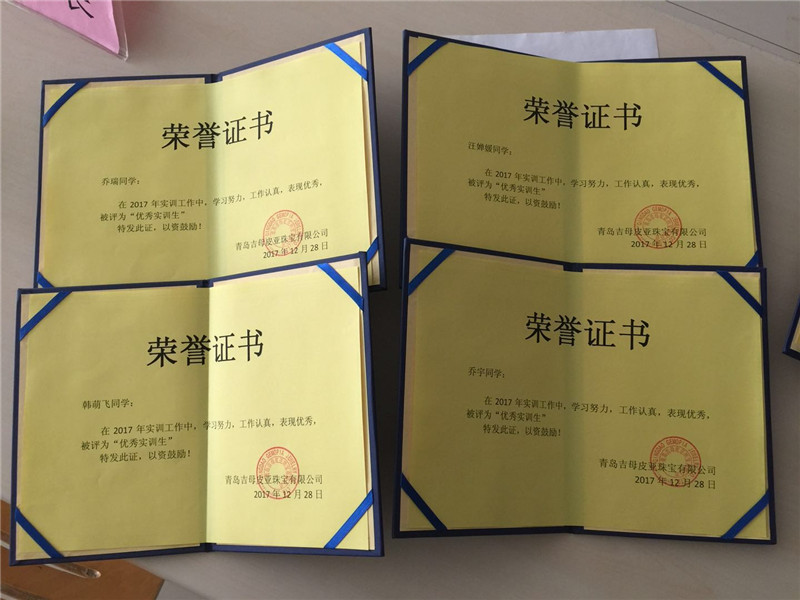 荣誉证书
乔瑞同学：
在 2017 年实训工作中，学习努力，工作认真，表现优秀，
被评为“优秀实训生”
特发此证，以资鼓励！
青岛吉母皮亚珠宝有限公司
2017 年 12 月 28 日
荣誉证书
汪婵媛同学：
在 2017 年实训工作中，学习努力，工作认真，表现优秀，
被评为“优秀实训生”
特发此证，以资鼓励！
青岛吉母皮亚珠宝有限公司
2017 年 12 月 28 日
荣誉证书
韩萌飞同学：
在 2017 年实训工作中，学习努力，工作认真，表现优秀，
被评为“优秀实训生”
特发此证，以资鼓励！
青岛吉母皮亚珠宝有限公司
2017 年 12 月 28 日
荣誉证书
乔宇同学：
在 2017 年实训工作中，学习努力，工作认真，表现优秀，
被评为“优秀实训生”
特发此证，以资鼓励！
青岛吉母皮亚珠宝有限公司
2017 年 12 月 28 日